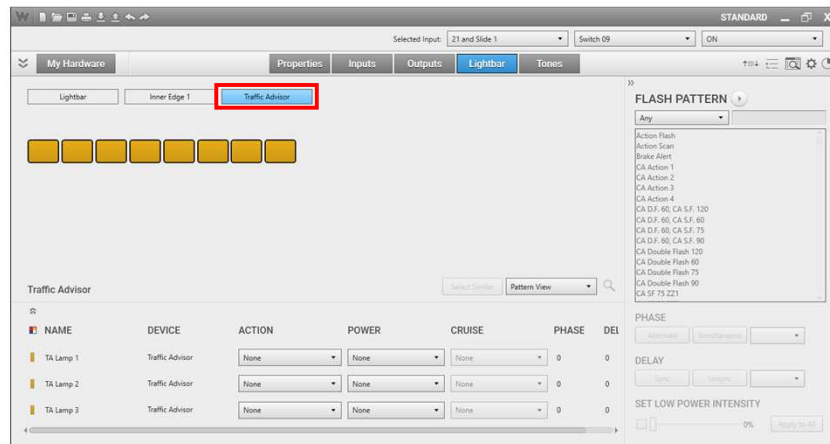 W STANDARD
Selected Input: 21 and Slide 1 Switch 09 ON
My Hardware Properties Inputs Outputs Lightbar Tones
Lightbar Inner Edge 1 Traffic Advisor
FLASH PATTERN
Any
Action Flash
Action Scan
Brake Alert
CA Action 1
CA Action 2
CA Action 3
CA Action 4
CA D.F. 60, CA S.F. 120
CA D.F. 60, CA S.F. 60
CA D.F. 60, CA S.F. 75
CA D.F. 60, CA S.F. 90
CA Double Flash 120
CA Double Flash 60
CA Double Flash 75
CA Double Flash 90
CA SF 75 ZZ1
Traffic Advisor Select Similar Pattern View
NAME DEVICE ACTION POWER CRUISE PHASE DEL
TA Lamp 1 Traffic Advisor None None None 0 0
TA Lamp 2 Traffic Advisor None None None 0 0
TA Lamp 3 Traffic Advisor None None None 0 0
PHASE
Alternate Simultaneous
DELAY
Sync Unsync
SET LOW POWER INTENSITY
0% Apply to All